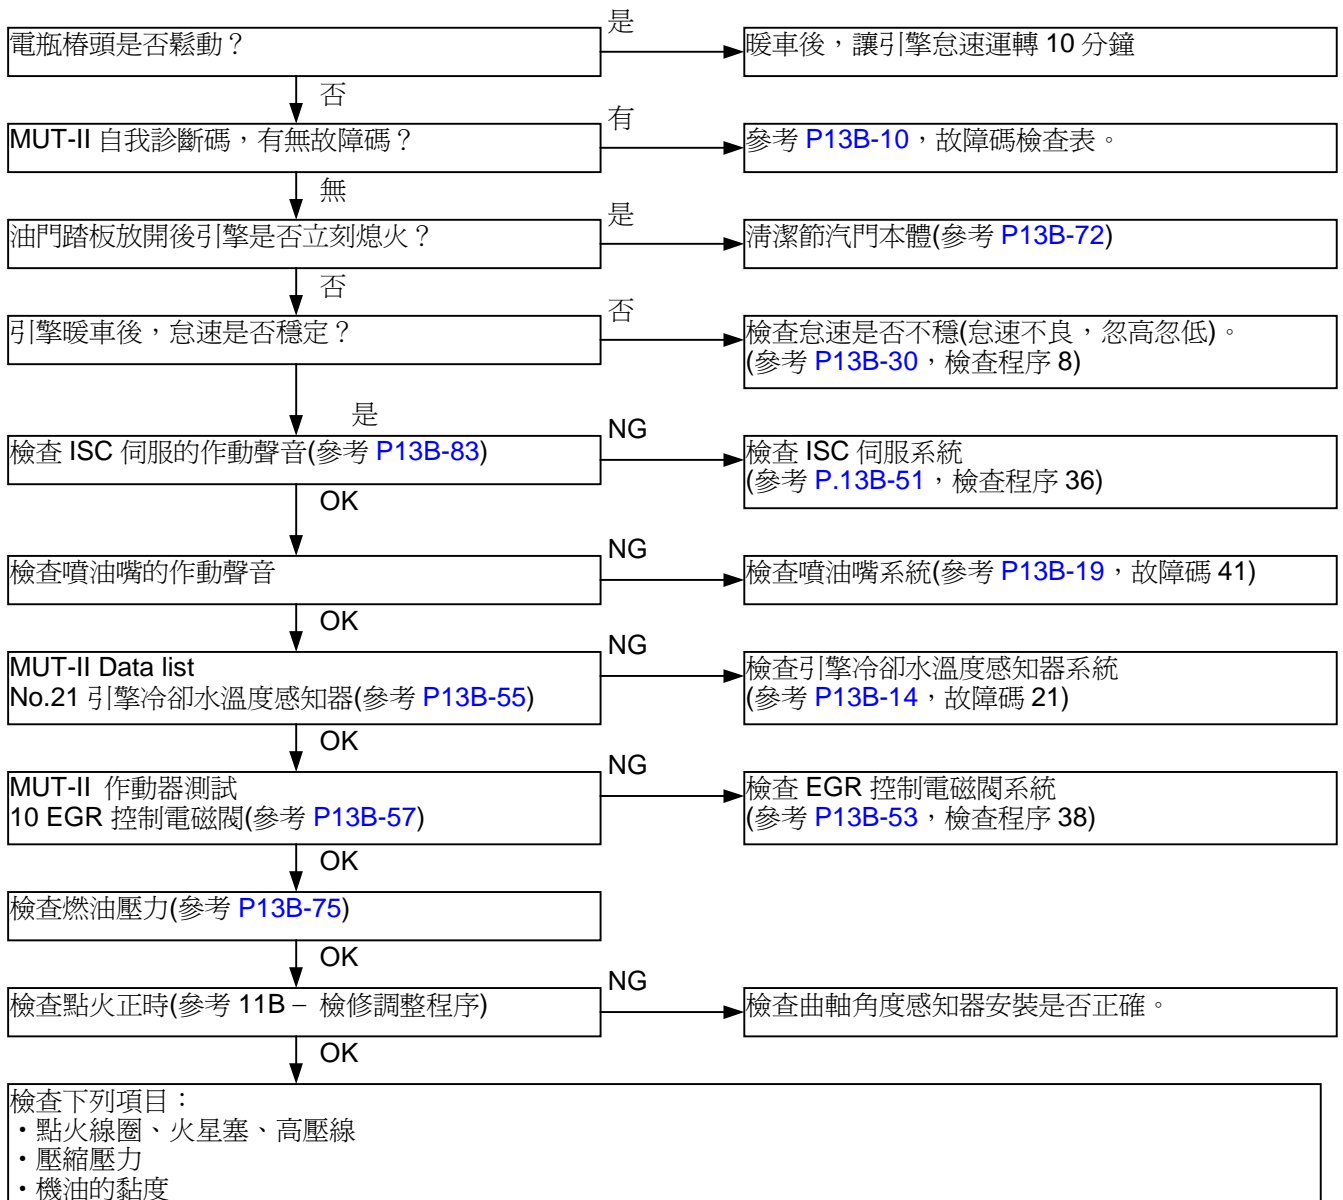 電瓶樁頭是否鬆動？
是
暖車後，讓引擎怠速運轉 10 分鐘
否
MUT-II 自我診斷碼，有無故障碼？
有
參考 P13B-10，故障碼檢查表。
無
油門踏板放開後引擎是否立刻熄火？
是
清潔節汽門本體(參考 P13B-72)
否
引擎暖車後，怠速是否穩定？
否
檢查怠速是否不穩(怠速不良，忽高忽低)。
(參考 P13B-30，檢查程序 8)
是
檢查 ISC 伺服的作動聲音(參考 P13B-83)
NG
檢查 ISC 伺服系統
(參考 P.13B-51，檢查程序 36)
OK
檢查噴油嘴的作動聲音
NG
檢查噴油嘴系統(參考 P13B-19，故障碼 41)
OK
MUT-II Data list
No.21 引擎冷卻水溫度感知器(參考 P13B-55)
NG
檢查引擎冷卻水溫度感知器系統
(參考 P13B-14，故障碼 21)
OK
MUT-II 作動器測試
10 EGR 控制電磁閥(參考 P13B-57)
NG
檢查 EGR 控制電磁閥系統
(參考 P13B-53，檢查程序 38)
OK
檢查燃油壓力(參考 P13B-75)
OK
檢查點火正時(參考 11B – 檢修調整程序)
NG
檢查曲軸角度感知器安裝是否正確。
OK
檢查下列項目：
・點火線圈、火星塞、高壓線
・壓縮壓力
・機油的黏度